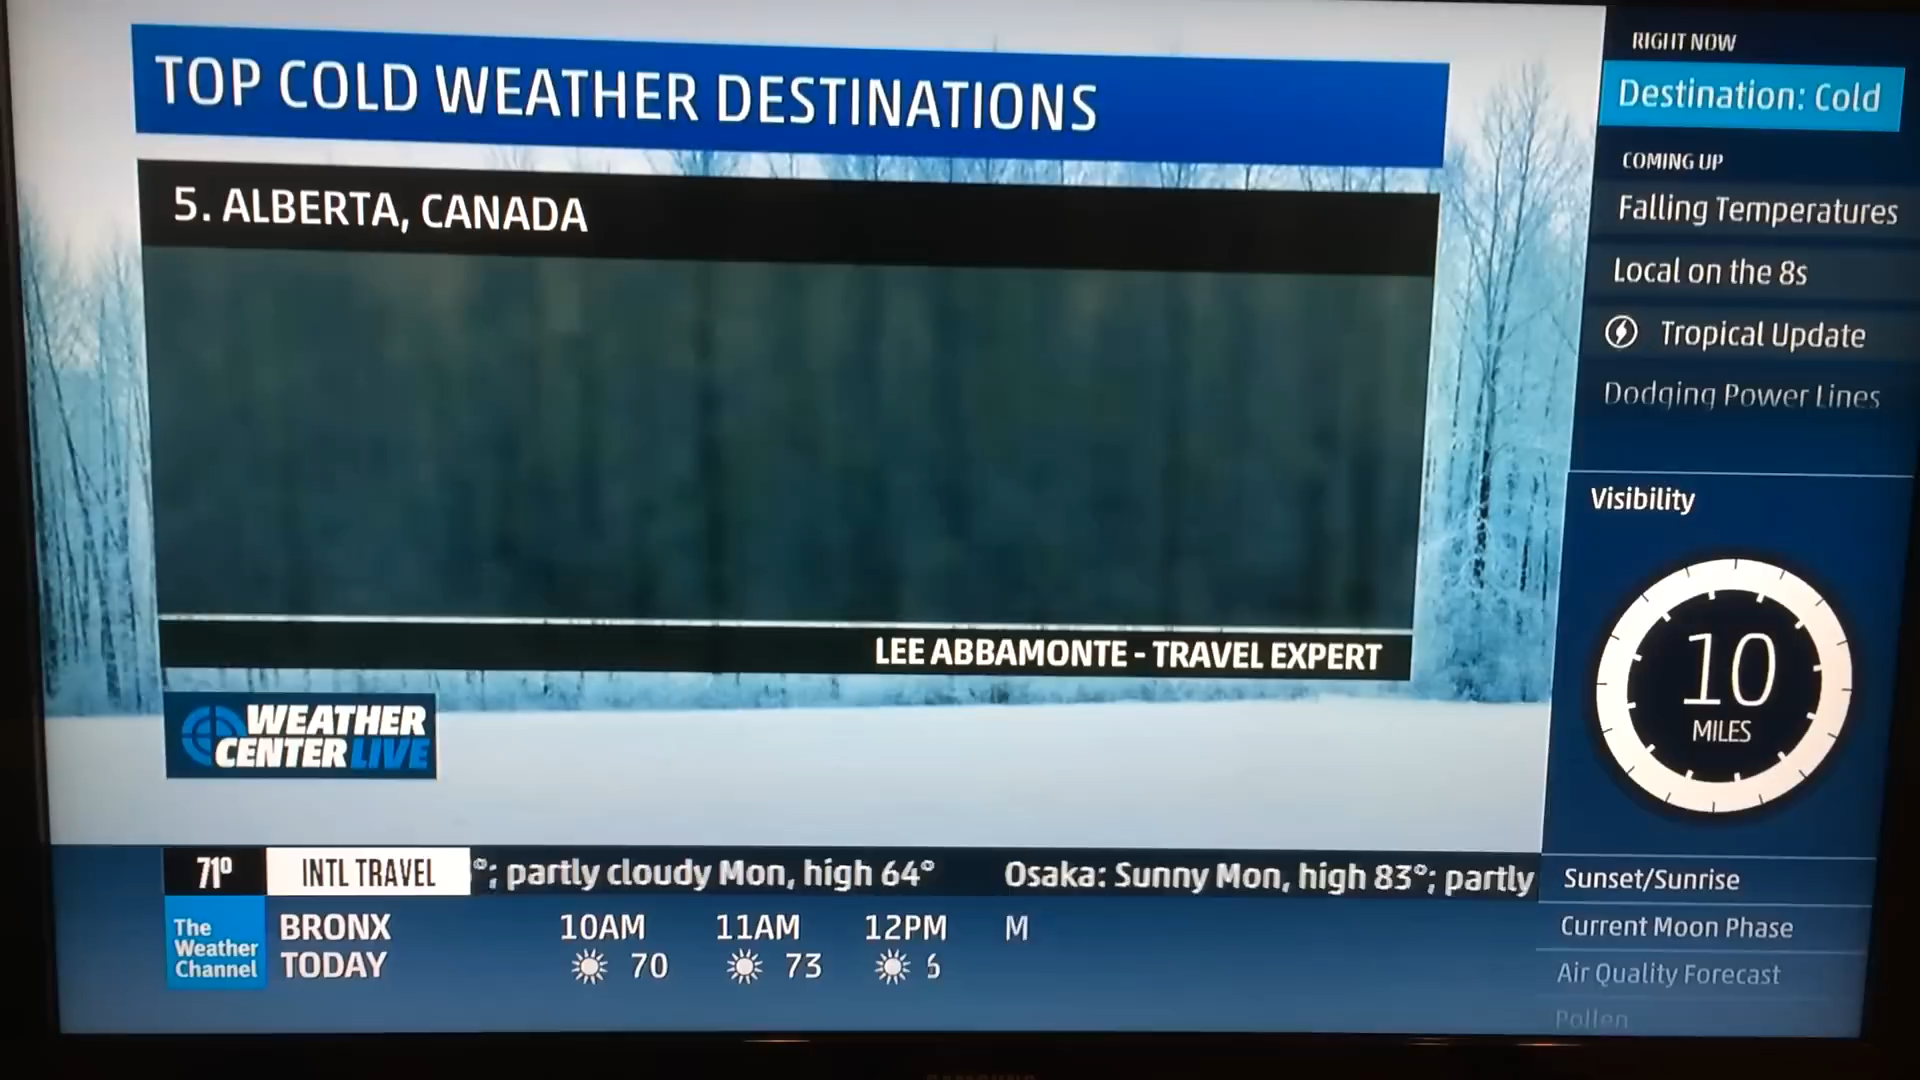 TOP COLD WEATHER DESTINATIONS
5. ALBERTA, CANADA
LEE ABBAMONTE - TRAVEL EXPERT
WEATHER
CENTER LIVE
RIGHT NOW
Destination: Cold
COMING UP
Falling Temperatures
Local on the 8s
Tropical Update
Dodging Power Lines
Visibility
10
MILES
Sunset/Sunrise
Current Moon Phase
Air Quality Forecast
Pollen
71° INTL TRAVEL °; partly cloudy Mon, high 64° Osaka: Sunny Mon, high 83°; partly
The
Weather
Channel
BRONX
TODAY
10AM 11AM 12PM M
70 73 6